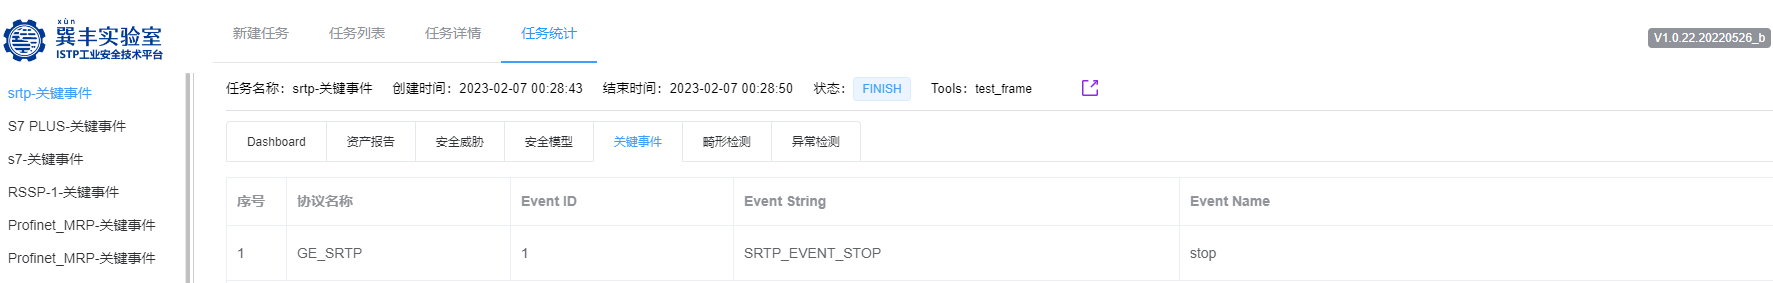 xùn
巽丰实验室
ISTP工业安全技术平台
新建任务 任务列表 任务详情 任务统计
V1.0.22.20220526_b
srtp-关键事件
S7 PLUS-关键事件
s7-关键事件
RSSP-1-关键事件
Profinet_MRP-关键事件
Profinet_MRP-关键事件
任务名称：srtp-关键事件 创建时间：2023-02-07 00:28:43 结束时间：2023-02-07 00:28:50 状态： FINISH Tools：test_frame
Dashboard 资产报告 安全威胁 安全模型 关键事件 畸形检测 异常检测
序号 协议名称 Event ID Event String Event Name
1 GE_SRTP 1 SRTP_EVENT_STOP stop